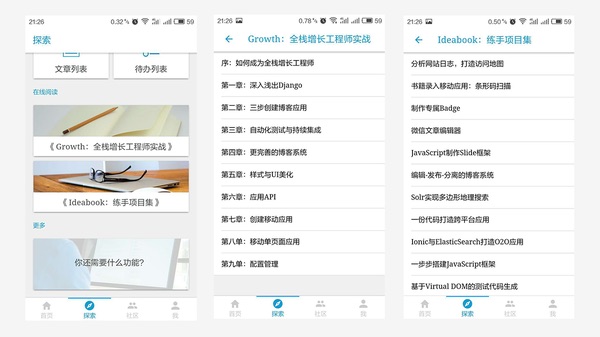 21:26 0.32% 59
探索
文章列表 待办列表
在线阅读
《 Growth：全栈增长工程师实战 》
《 Ideabook：练手项目集 》
更多
你还需要什么功能?
首页 探索 社区 我
21:26 0.78% 59
Growth：全栈增长工程师实战
序：如何成为全栈增长工程师
第一章：深入浅出Django
第二章：三步创建博客应用
第三章：自动化测试与持续集成
第四章：更完善的博客系统
第五章：样式与UI美化
第六章：应用API
第七章：创建移动应用
第八单：移动单页面应用
第九单：配置管理
首页 探索 社区 我
21:26 0.50% 59
Ideabook：练手项目集
分析网站日志，打造访问地图
书籍录入移动应用：条形码扫描
制作专属Badge
微信文章编辑器
JavaScript制作Slide框架
编辑-发布-分离的博客系统
Solr实现多边形地理搜索
一份代码打造跨平台应用
Ionic与ElasticSearch打造O2O应用
一步步搭建JavaScript框架
基于Virtual DOM的测试代码生成
首页 探索 社区 我